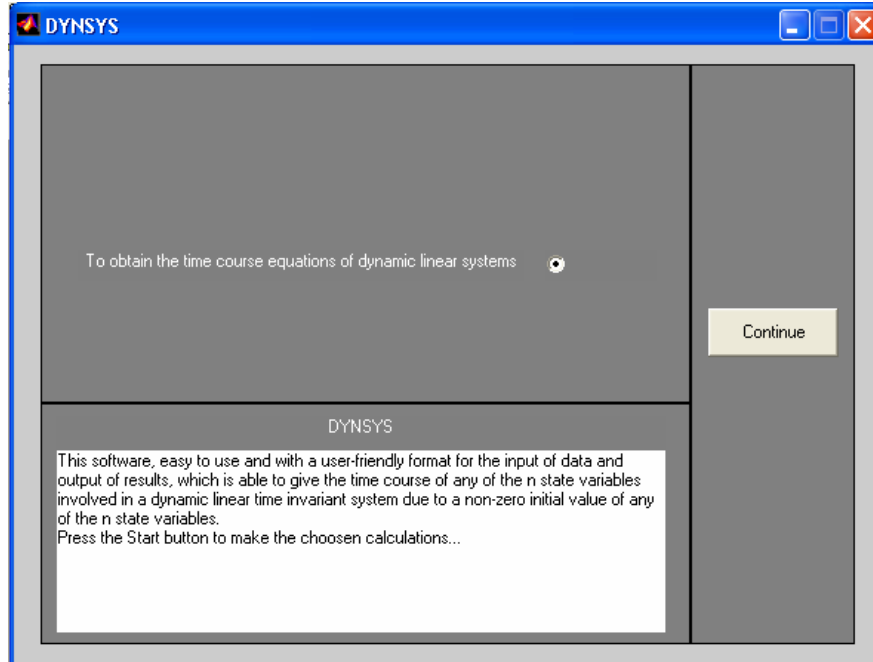 DYNSYS
To obtain the time course equations of dynamic linear systems
Continue
DYNSYS
This software, easy to use and with a user-friendly format for the input of data and
output of results, which is able to give the time course of any of the n state variables
involved in a dynamic linear time invariant system due to a non-zero initial value of any
of the n state variables.
Press the Start button to make the choosen calculations...